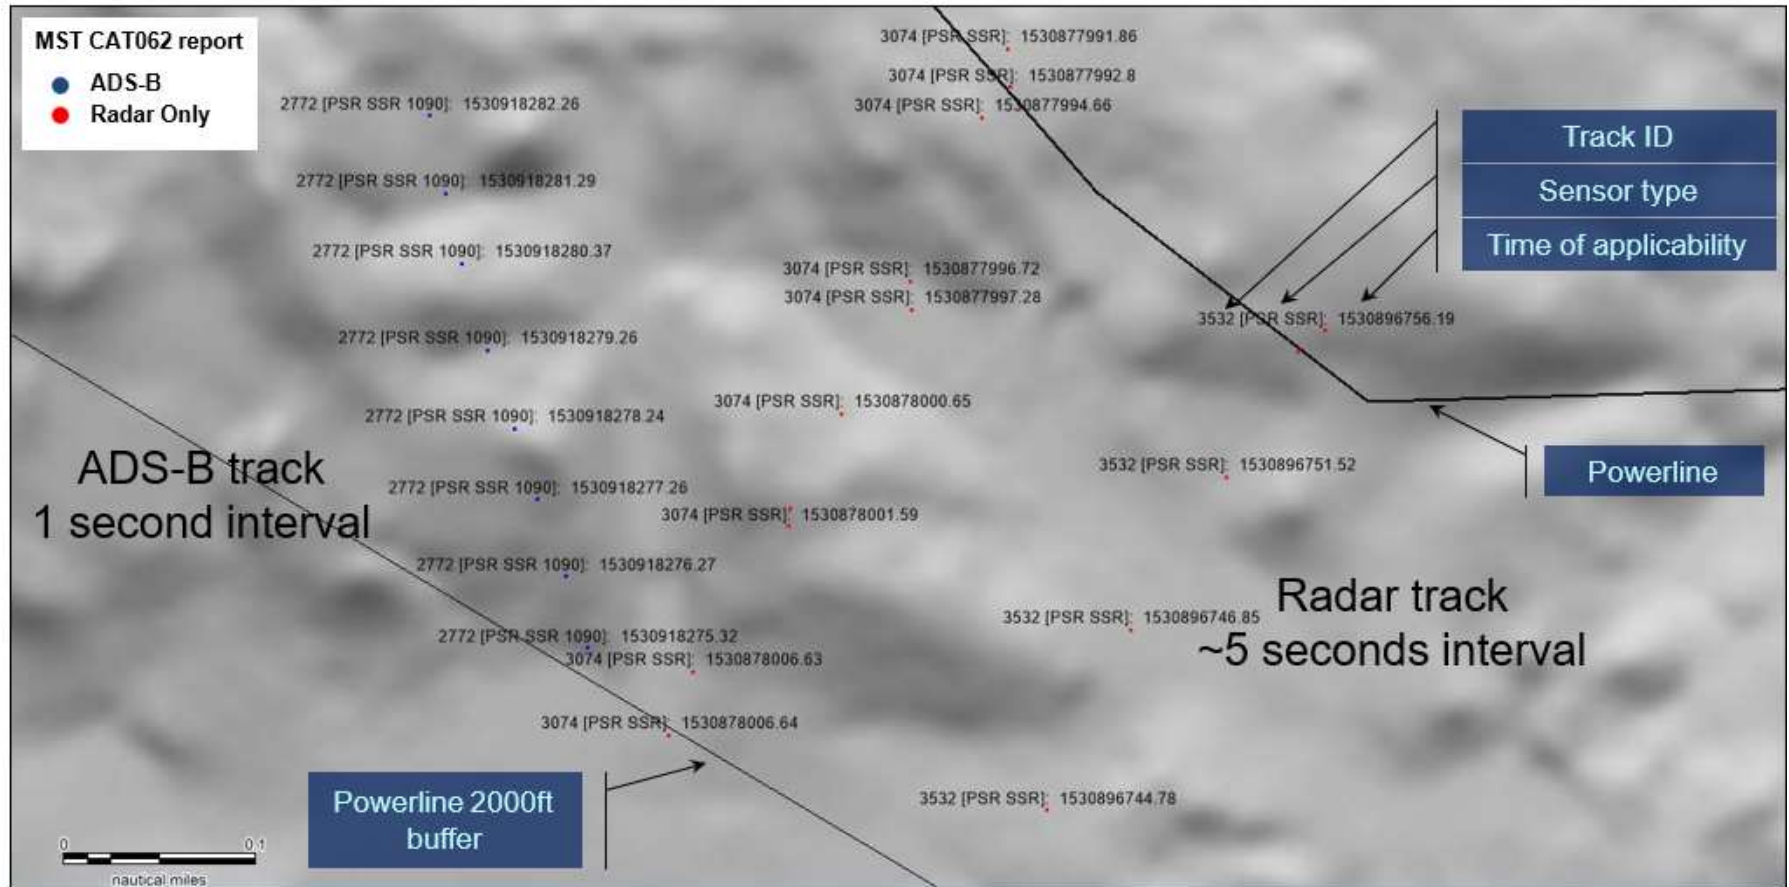 MST CAT062 report
ADS-B
Radar Only
3074 [PSR SSR]: 1530877991.86
3074 [PSR SSR]: 1530877992.8
3074 [PSR SSR]: 1530877994.66
2772 [PSR SSR 1090]: 1530918282.26
Track ID
Sensor type
Time of applicability
2772 [PSR SSR 1090]: 1530918281.29
2772 [PSR SSR 1090]: 1530918280.37
3074 [PSR SSR]: 1530877996.72
3074 [PSR SSR]: 1530877997.28
3532 [PSR SSR]: 1530896756.19
2772 [PSR SSR 1090]: 1530918279.26
3074 [PSR SSR]: 1530878000.65
2772 [PSR SSR 1090]: 1530918278.24
3532 [PSR SSR]: 1530896751.52
Powerline
ADS-B track
1 second interval
2772 [PSR SSR 1090]: 1530918277.26
3074 [PSR SSR]: 1530878001.59
2772 [PSR SSR 1090]: 1530918276.27
Radar track
~5 seconds interval
3532 [PSR SSR]: 1530896746.85
2772 [PSR SSR 1090]: 1530918275.32
3074 [PSR SSR]: 1530878006.63
3074 [PSR SSR]: 1530878006.64
Powerline 2000ft
buffer
3532 [PSR SSR]: 1530896744.78
0 0.1
nautical miles